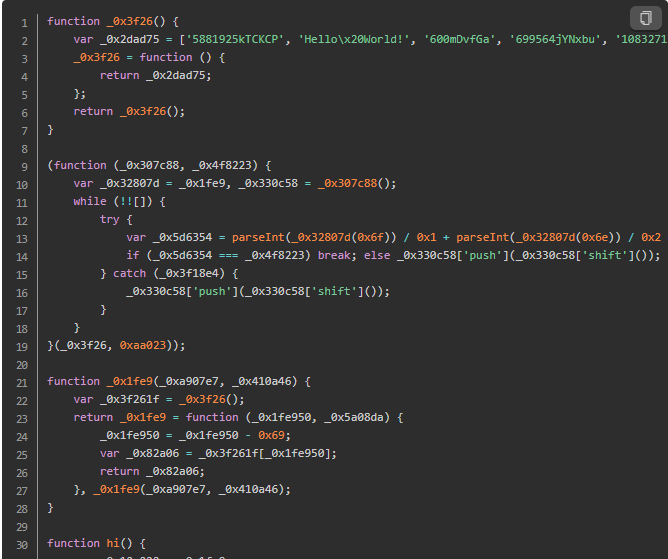 1 function _0x3f26() {
2 var _0x2dad75 = ['5881925kTCKCP', 'Hello\x20World!', '600mDvfGa', '699564jYNxbu', '1083271
3 _0x3f26 = function () {
4 return _0x2dad75;
5 };
6 return _0x3f26();
7 }
8
9 (function (_0x307c88, _0x4f8223) {
10 var _0x32807d = _0x1fe9, _0x330c58 = _0x307c88();
11 while (!![]) {
12 try {
13 var _0x5d6354 = parseInt(_0x32807d(0x6f)) / 0x1 + parseInt(_0x32807d(0x6e)) / 0x2
14 if (_0x5d6354 === _0x4f8223) break; else _0x330c58['push'](_0x330c58['shift']());
15 } catch (_0x3f18e4) {
16 _0x330c58['push'](_0x330c58['shift']());
17 }
18 }
19 }(_0x3f26, 0xaa023));
20
21 function _0x1fe9(_0xa907e7, _0x410a46) {
22 var _0x3f261f = _0x3f26();
23 return _0x1fe9 = function (_0x1fe950, _0x5a08da) {
24 _0x1fe950 = _0x1fe950 - 0x69;
25 var _0x82a06 = _0x3f261f[_0x1fe950];
26 return _0x82a06;
27 }, _0x1fe9(_0xa907e7, _0x410a46);
28 }
29
30 function hi() {